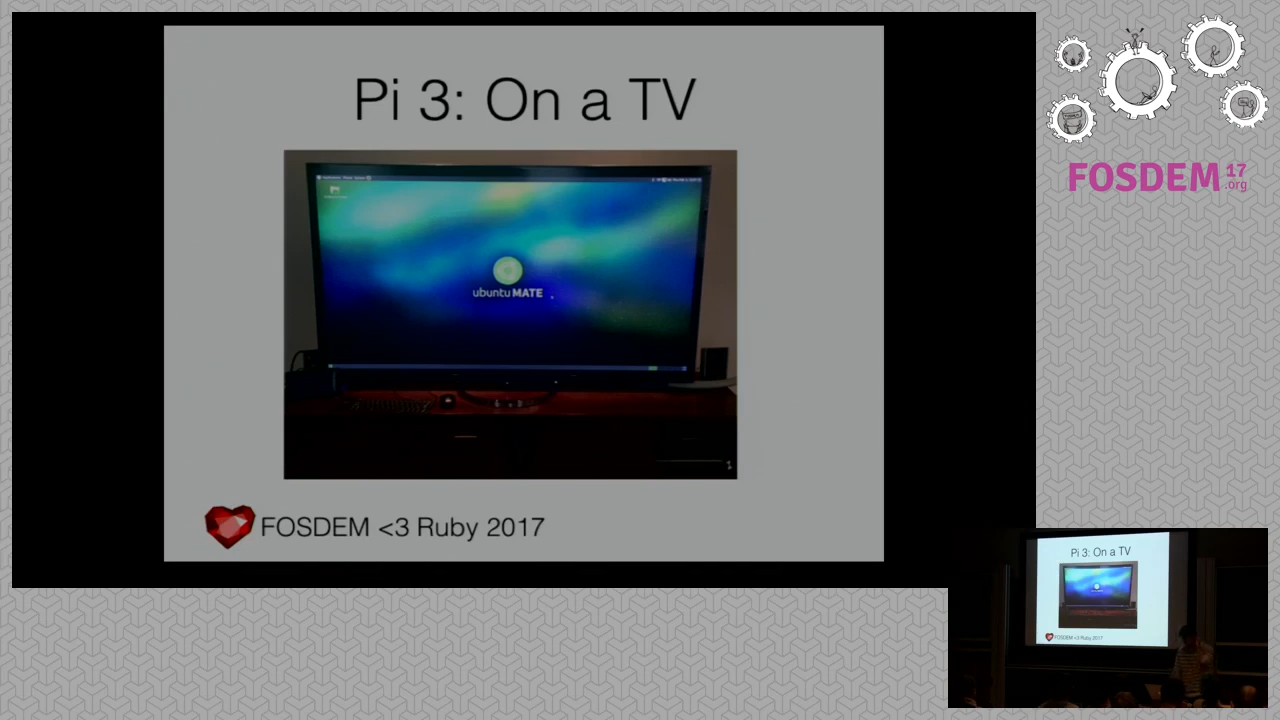 Pi 3: On a TV
ubuntu MATE
FOSDEM <3 Ruby 2017
FOSDEM 17
.org
Pi 3: On a TV
FOSDEM <3 Ruby 2017